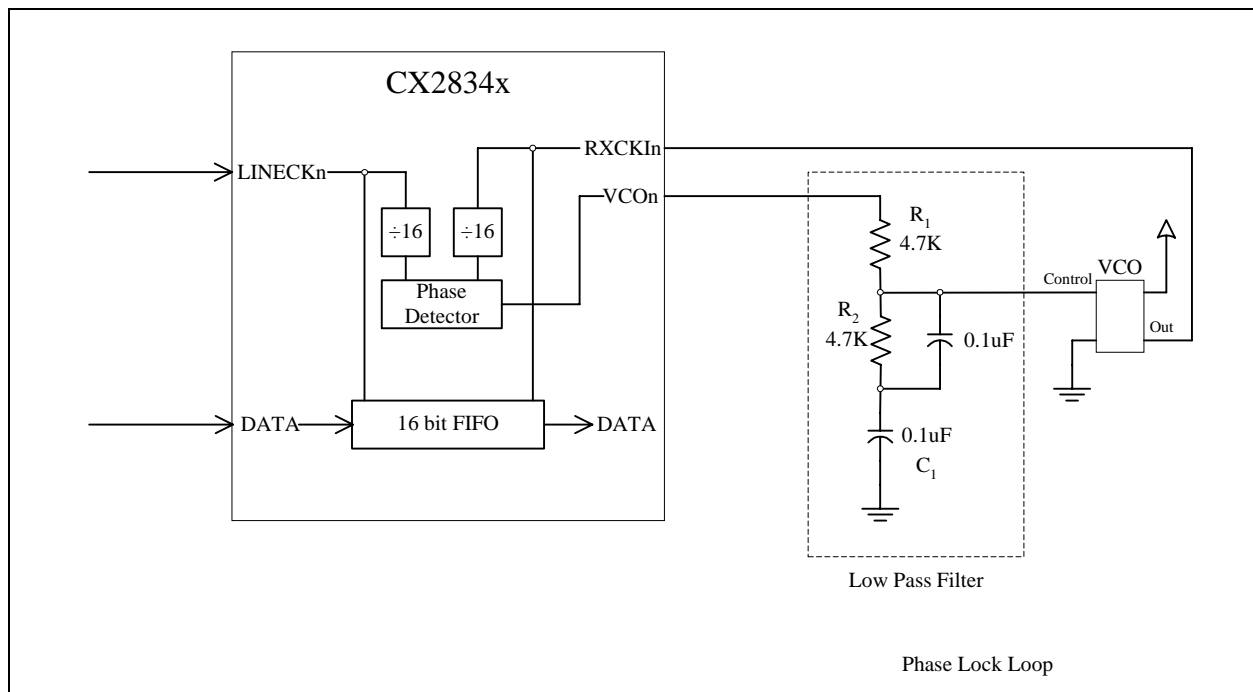 CX2834x
LINECKn
RXCKIn
VCOn
÷16
÷16
Phase
Detector
DATA
16 bit FIFO
DATA
R1
4.7K
R2
4.7K
0.1uF
0.1uF
C1
Control
VCO
Out
Low Pass Filter
Phase Lock Loop